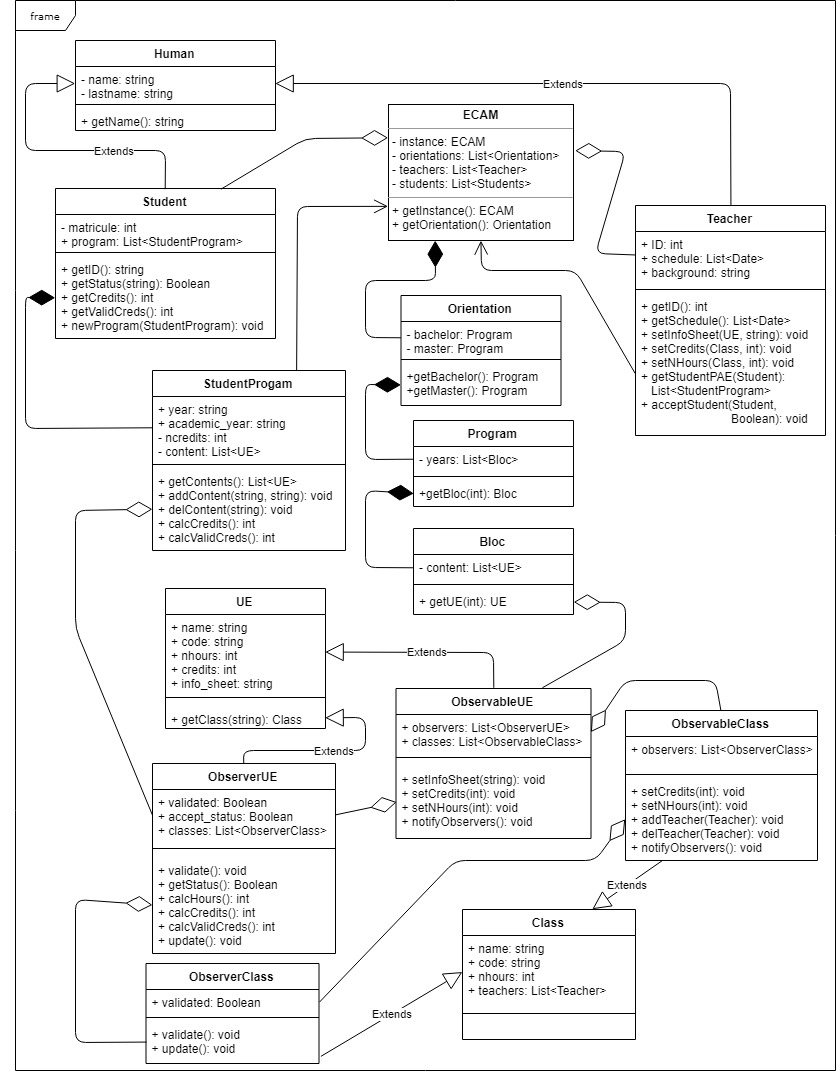 frame
Human
- name: string
- lastname: string
+ getName(): string
Extends
Extends
ECAM
- instance: ECAM
- orientations: List<Orientation>
- teachers: List<Teacher>
- students: List<Students>
+ getInstance(): ECAM
+ getOrientation(): Orientation
Student
- matricule: int
+ program: List<StudentProgram>
+ getID(): string
+ getStatus(string): Boolean
+ getCredits(): int
+ getValidCreds(): int
+ newProgram(StudentProgram): void
Teacher
+ ID: int
+ schedule: List<Date>
+ background: string
+ getID(): int
+ getSchedule(): List<Date>
+ setInfoSheet(UE, string): void
+ setCredits(Class, int): void
+ setNHours(Class, int): void
+ getStudentPAE(Student):
List<StudentProgram>
+ acceptStudent(Student,
Boolean): void
Orientation
- bachelor: Program
- master: Program
+getBachelor(): Program
+getMaster(): Program
StudentProgam
+ year: string
+ academic_year: string
- ncredits: int
- content: List<UE>
+ getContents(): List<UE>
+ addContent(string, string): void
+ delContent(string): void
+ calcCredits(): int
+ calcValidCreds(): int
Program
- years: List<Bloc>
+getBloc(int): Bloc
Bloc
- content: List<UE>
+ getUE(int): UE
UE
+ name: string
+ code: string
+ nhours: int
+ credits: int
+ info_sheet: string
+ getClass(string): Class
Extends
Extends
ObservableUE
+ observers: List<ObserverUE>
+ classes: List<ObservableClass>
+ setInfoSheet(string): void
+ setCredits(int): void
+ setNHours(int): void
+ notifyObservers(): void
ObservableClass
+ observers: List<ObserverClass>
+ setCredits(int): void
+ setNHours(int): void
+ addTeacher(Teacher): void
+ delTeacher(Teacher): void
+ notifyObservers(): void
ObserverUE
+ validated: Boolean
+ accept_status: Boolean
+ classes: List<ObserverClass>
+ validate(): void
+ getStatus(): Boolean
+ calcHours(): int
+ calcCredits(): int
+ calcValidCreds(): int
+ update(): void
Extends
Class
+ name: string
+ code: string
+ nhours: int
+ teachers: List<Teacher>
ObserverClass
+ validated: Boolean
+ validate(): void
+ update(): void
Extends